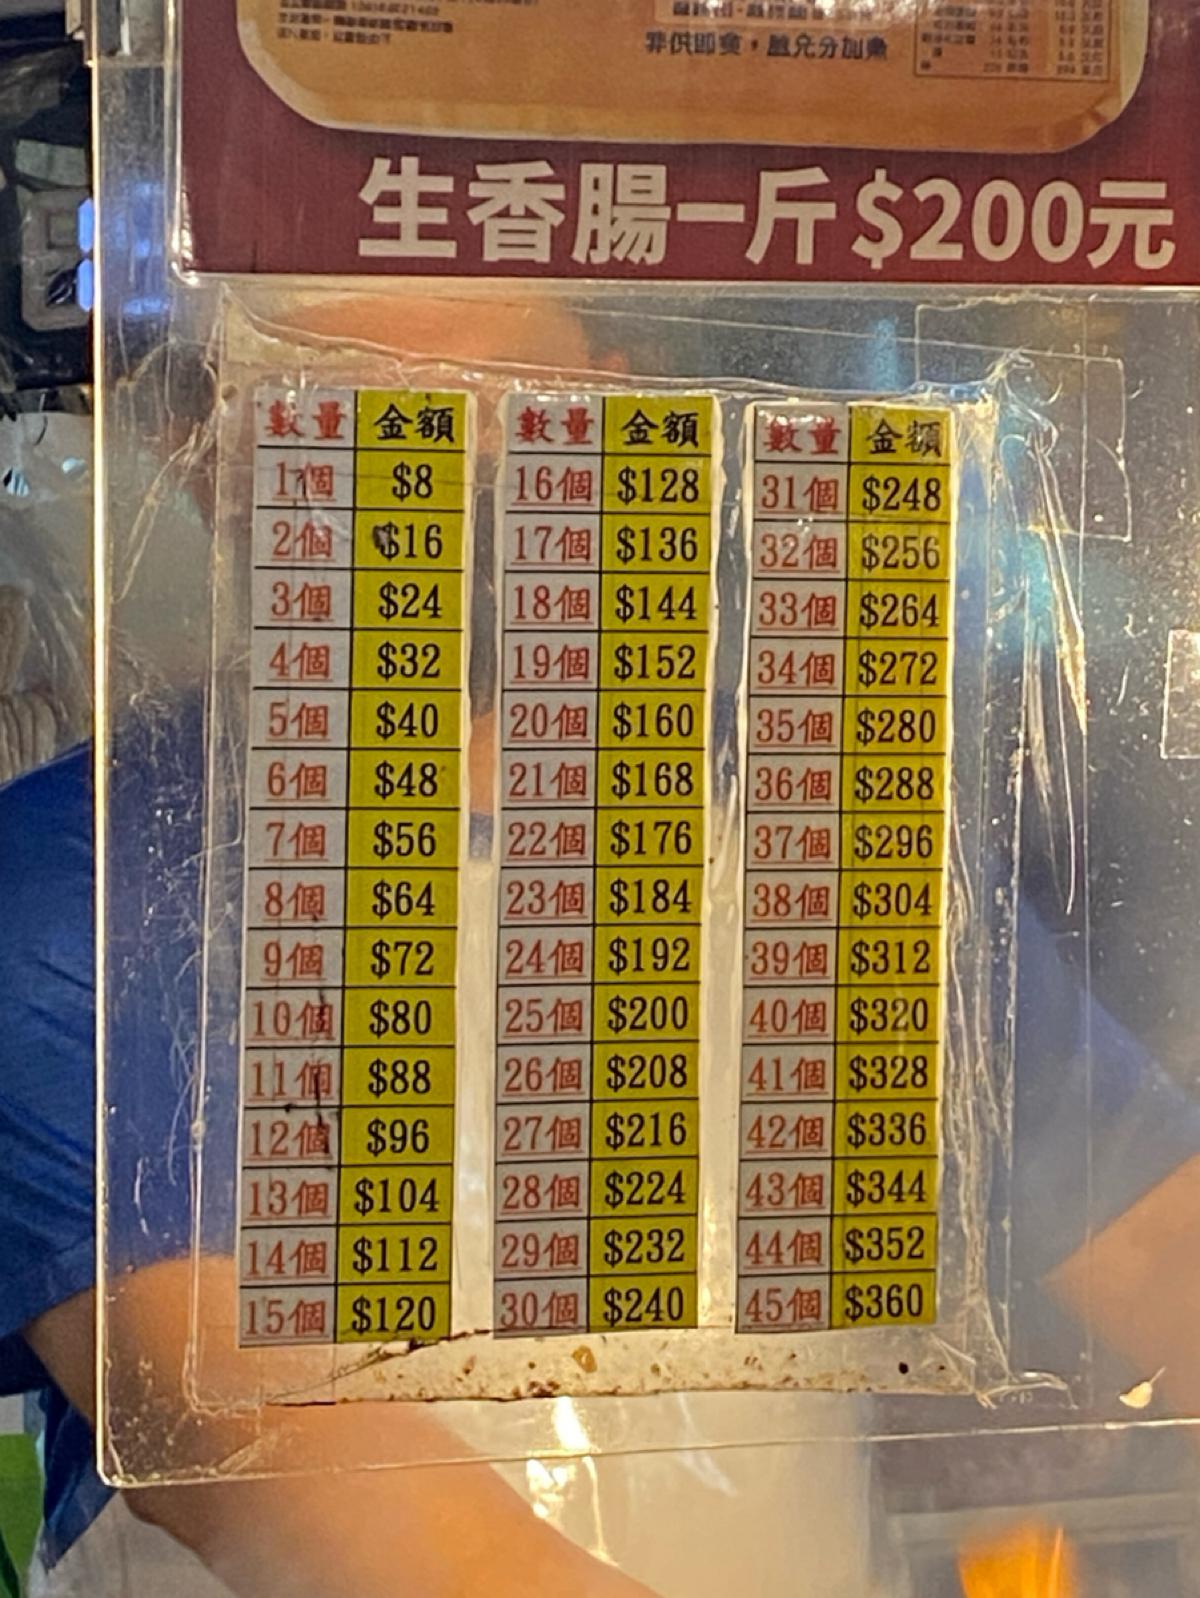 非供即食，應充分加熱
生香腸一斤$200元
數量 金額 數量 金額 數量 金額
1個 $8 16個 $128 31個 $248
2個 $16 17個 $136 32個 $256
3個 $24 18個 $144 33個 $264
4個 $32 19個 $152 34個 $272
5個 $40 20個 $160 35個 $280
6個 $48 21個 $168 36個 $288
7個 $56 22個 $176 37個 $296
8個 $64 23個 $184 38個 $304
9個 $72 24個 $192 39個 $312
10個 $80 25個 $200 40個 $320
11個 $88 26個 $208 41個 $328
12個 $96 27個 $216 42個 $336
13個 $104 28個 $224 43個 $344
14個 $112 29個 $232 44個 $352
15個 $120 30個 $240 45個 $360